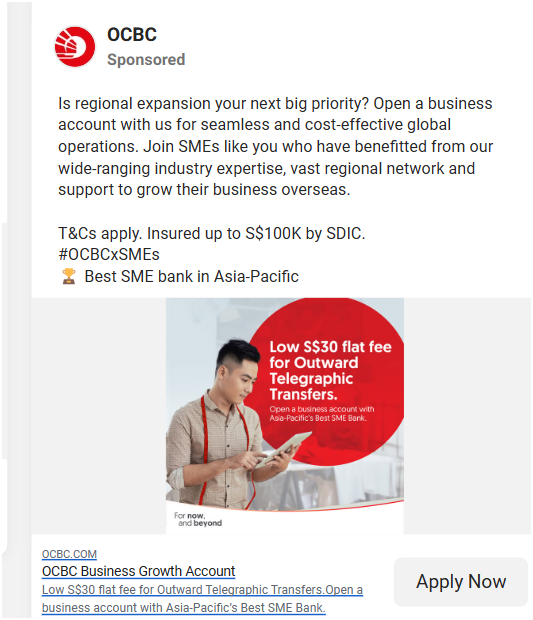 OCBC
Sponsored
Is regional expansion your next big priority? Open a business
account with us for seamless and cost-effective global
operations. Join SMEs like you who have benefitted from our
wide-ranging industry expertise, vast regional network and
support to grow their business overseas.
T&Cs apply. Insured up to S$100K by SDIC.
#OCBCxSMEs
🏆 Best SME bank in Asia-Pacific
Low S$30 flat fee
for Outward
Telegraphic
Transfers.
Open a business account with
Asia-Pacific's Best SME Bank.
For now,
and beyond
OCBC.COM
OCBC Business Growth Account
Low S$30 flat fee for Outward Telegraphic Transfers.Open a
business account with Asia-Pacific's Best SME Bank.
Apply Now